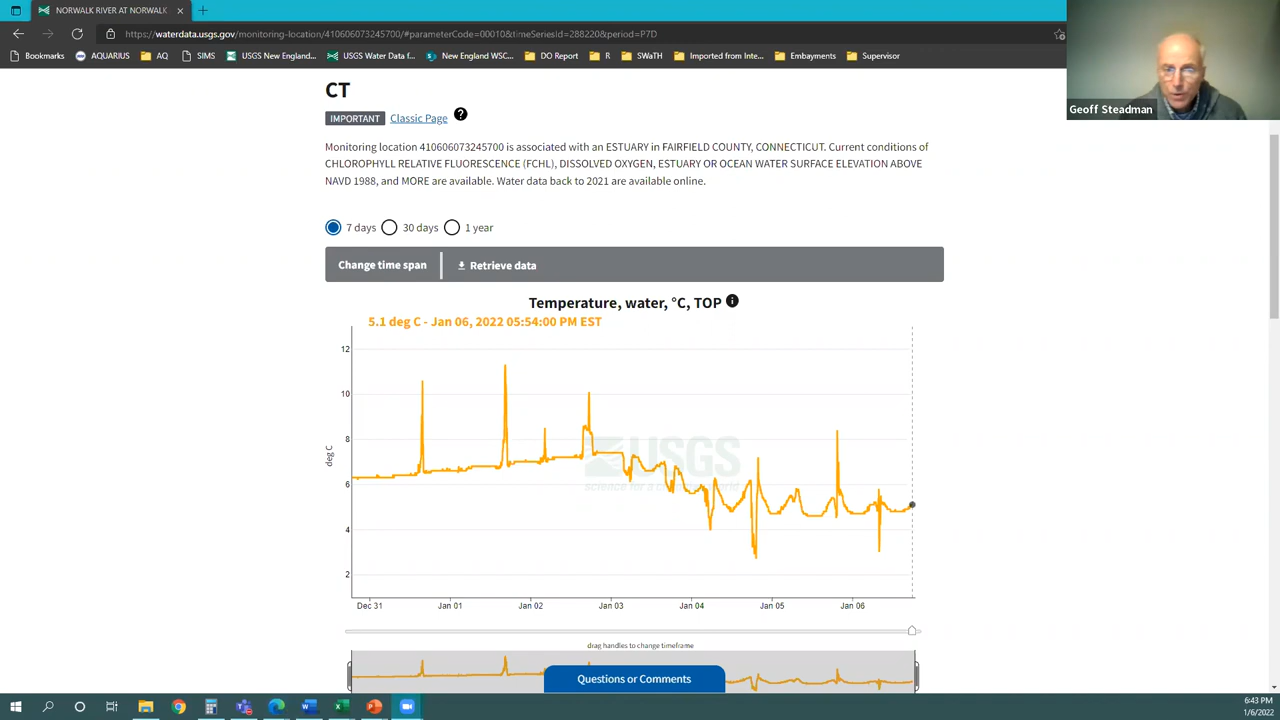 NORWALK RIVER AT NORWALK
https://waterdata.usgs.gov/monitoring-location/410606073245700/#parameterCode=00010&timeSeriesId=288220&period=P7D
Bookmarks AQUARIUS AQ SIMS USGS New England... USGS Water Data f... New England WSC... DO Report R SWaTH Imported from Inte... Embayments Supervisor
Geoff Steadman
CT
IMPORTANT Classic Page ?
Monitoring location 410606073245700 is associated with an ESTUARY in FAIRFIELD COUNTY, CONNECTICUT. Current conditions of
CHLOROPHYLL RELATIVE FLUORESCENCE (FCHL), DISSOLVED OXYGEN, ESTUARY OR OCEAN WATER SURFACE ELEVATION ABOVE
NAVD 1988, and MORE are available. Water data back to 2021 are available online.
7 days 30 days 1 year
Change time span Retrieve data
Temperature, water, °C, TOP
5.1 deg C - Jan 06, 2022 05:54:00 PM EST
12
10
8
6
4
2
deg C
USGS
science for a changing world
Dec 31 Jan 01 Jan 02 Jan 03 Jan 04 Jan 05 Jan 06
drag handles to change timeframe
Questions or Comments
6:43 PM
1/6/2022